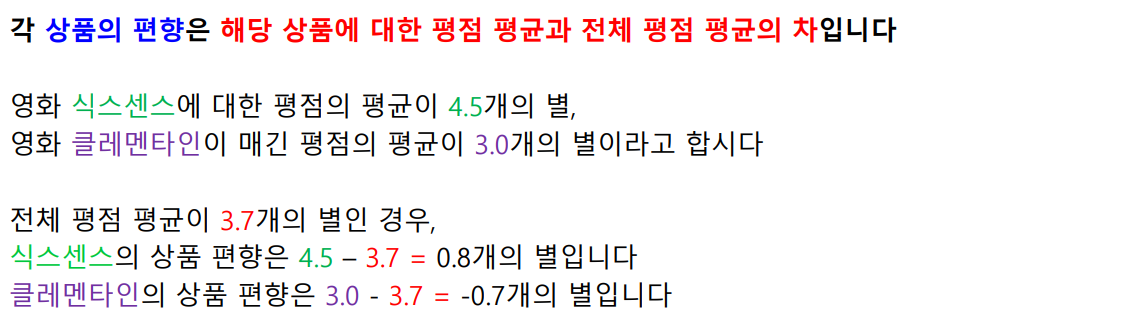 각 상품의 편향은 해당 상품에 대한 평점 평균과 전체 평점 평균의 차입니다
영화 식스센스에 대한 평점의 평균이 4.5개의 별,
영화 클레멘타인이 매긴 평점의 평균이 3.0개의 별이라고 합시다
전체 평점 평균이 3.7개의 별인 경우,
식스센스의 상품 편향은 4.5 – 3.7 = 0.8개의 별입니다
클레멘타인의 상품 편향은 3.0 - 3.7 = -0.7개의 별입니다